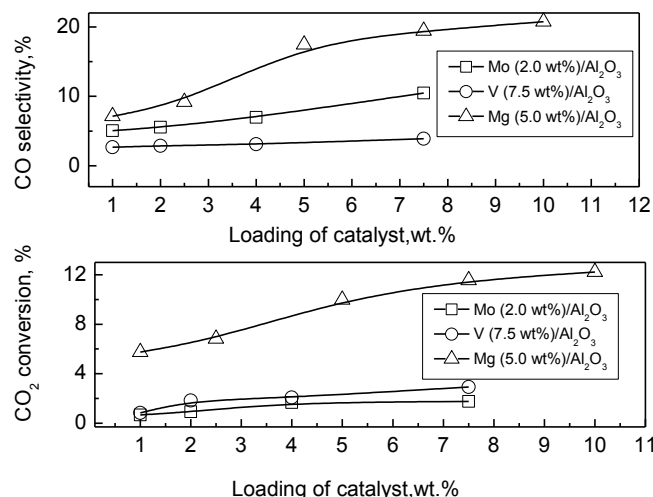 CO selectivity,%
20
10
0
Mo (2.0 wt%)/Al₂O₃
V (7.5 wt%)/Al₂O₃
Mg (5.0 wt%)/Al₂O₃
1 2 3 4 5 6 7 8 9 10 11 12
Loading of catalyst,wt.%
CO₂ conversion, %
12
8
4
0
Mo (2.0 wt%)/Al₂O₃
V (7.5 wt%)/Al₂O₃
Mg (5.0 wt%)/Al₂O₃
1 2 3 4 5 6 7 8 9 10
Loading of catalyst,wt.%